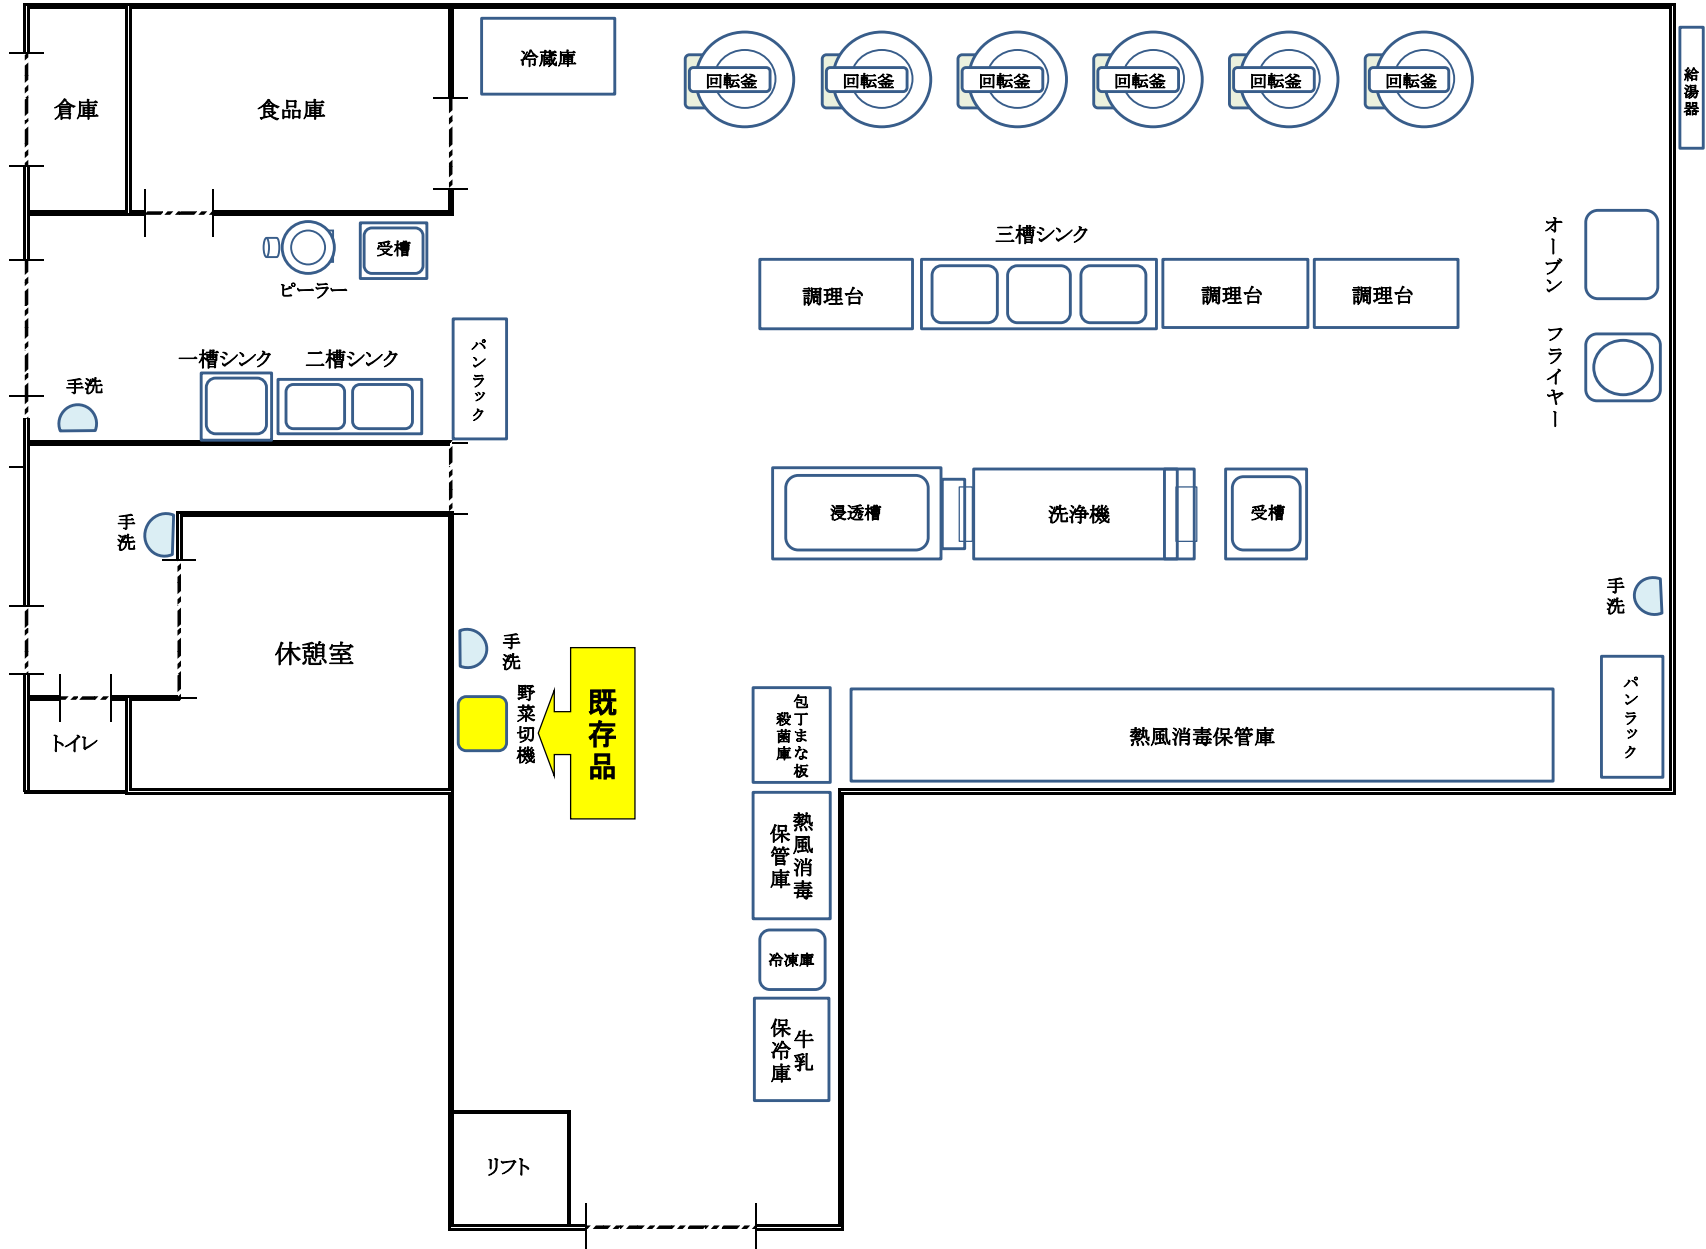 冷蔵庫
回転釜
回転釜
回転釜
回転釜
回転釜
回転釜
給湯器
倉庫
食品庫
受槽
ピーラー
三槽シンク
調理台
調理台
調理台
オーブン
フライヤー
パンラック
一槽シンク
二槽シンク
手洗
浸透槽
洗浄機
受槽
手洗
手洗
休憩室
手洗
野菜切機
既存品
包丁まな板
殺菌庫
熱風消毒保管庫
パンラック
トイレ
熱風消毒
保管庫
冷凍庫
牛乳
保冷庫
リフト